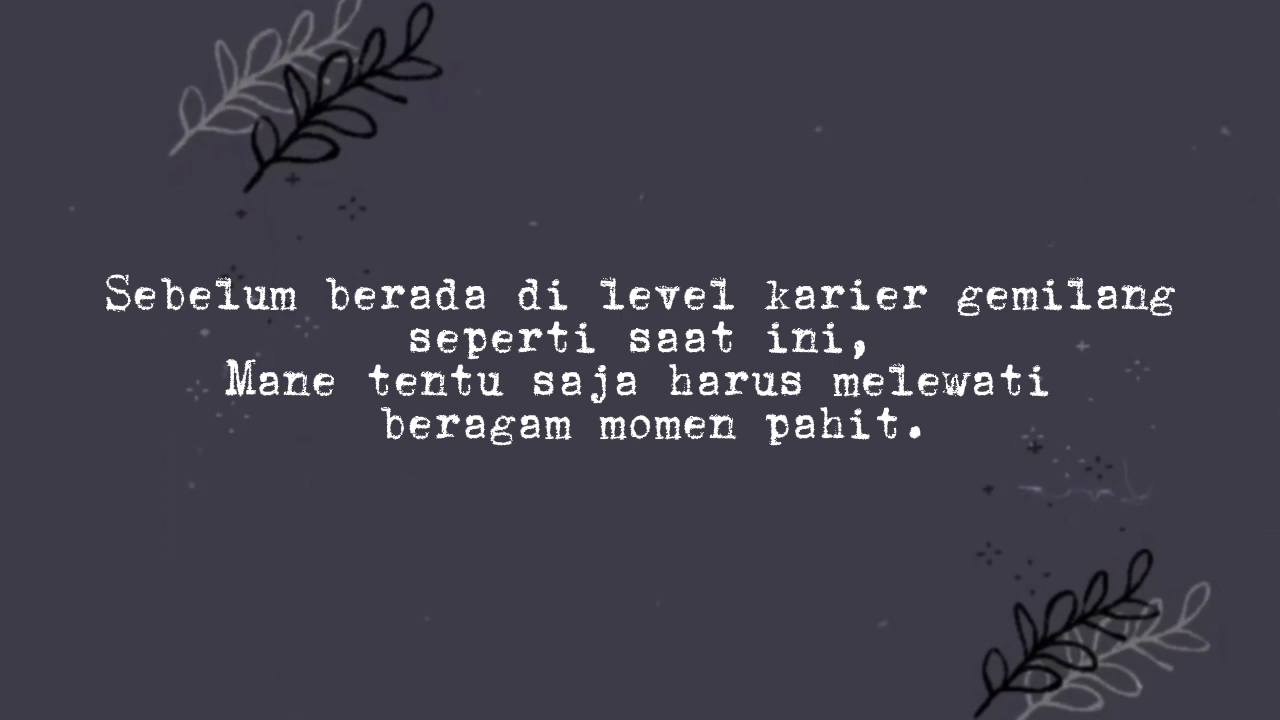 Sebelum berada di level karier gemilang
seperti saat ini,
Mane tentu saja harus melewati
beragam momen pahit.